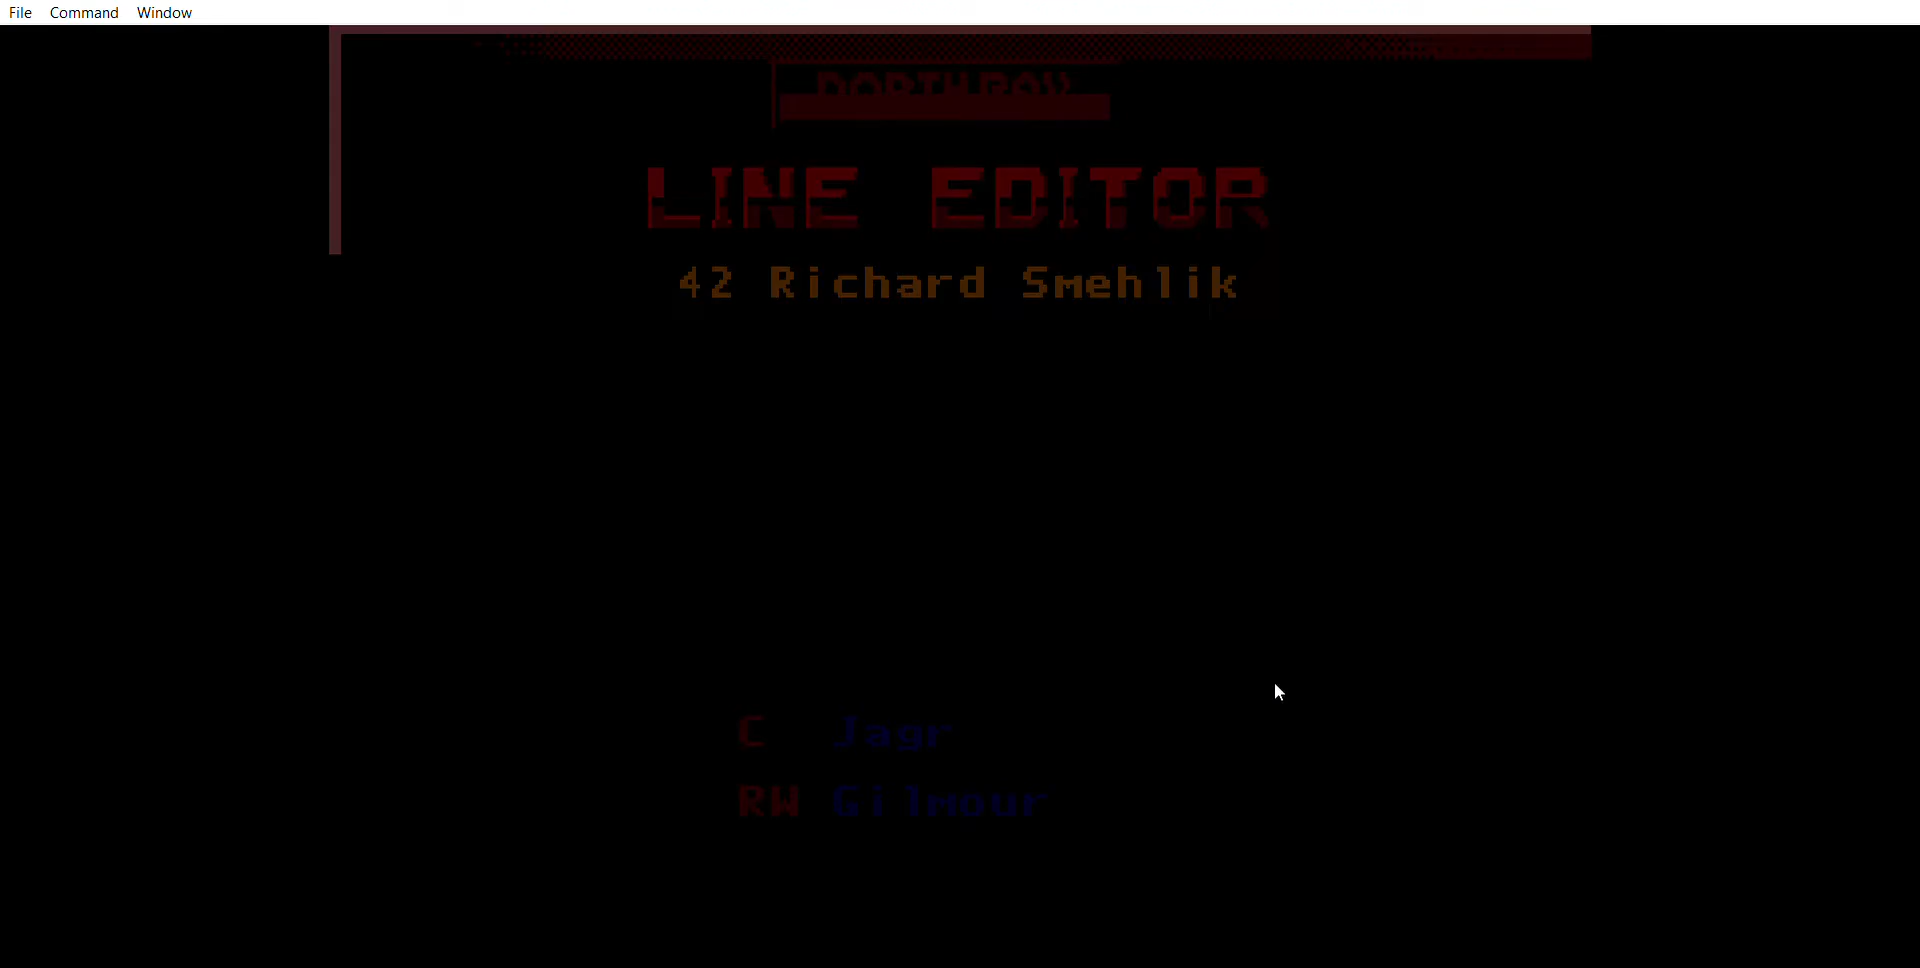 File Command Window
LINE EDITOR
42 Richard Smehlik
C Jagr
RW Gilmour